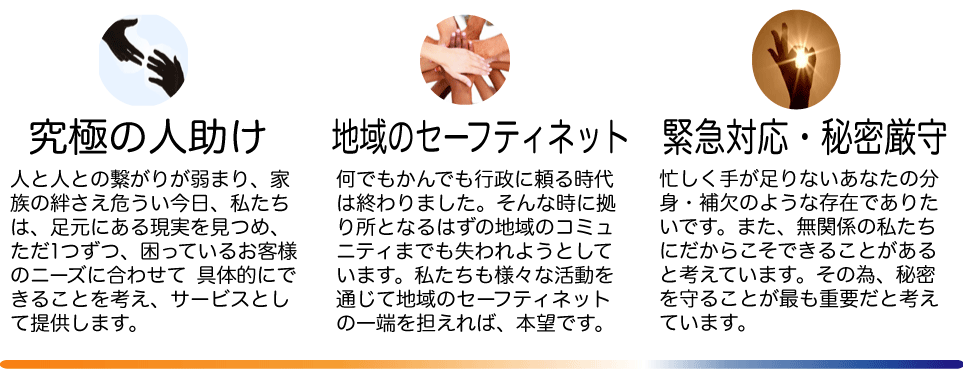 究極の人助け
人と人との繋がりが弱まり、家
族の絆さえ危うい今日、私たち
は、足元にある現実を見つめ、
ただ1つずつ、困っているお客様
のニーズに合わせて 具体的にで
きることを考え、サービスとし
て提供します。
地域のセーフティネット
何でもかんでも行政に頼る時代
は終わりました。そんな時に拠
り所となるはずの地域のコミュ
ニティまでも失われようとして
います。私たちも様々な活動を
通じて地域のセーフティネット
の一端を担えれば、本望です。
緊急対応・秘密厳守
忙しく手が足りないあなたの分
身・補欠のような存在でありた
いです。また、無関係の私たち
にだからこそできることがある
と考えています。その為、秘密
を守ることが最も重要だと考え
ています。